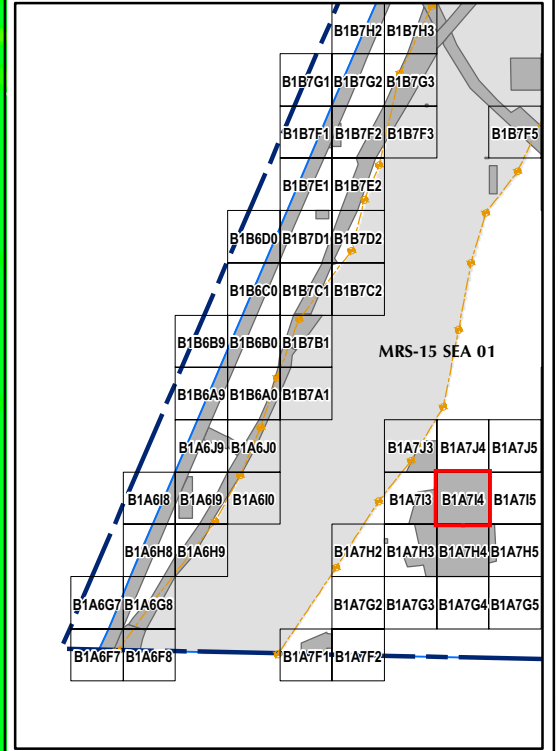 B1B7H2 B1B7H3
B1B7G1 B1B7G2 B1B7G3
B1B7F1 B1B7F2 B1B7F3 B1B7F5
B1B7E1 B1B7E2
B1B6D0 B1B7D1 B1B7D2
B1B6C0 B1B7C1 B1B7C2
B1B6B9 B1B6B0 B1B7B1
MRS-15 SEA 01
B1B6A9 B1B6A0 B1B7A1
B1A6J9 B1A6J0 B1A7J3 B1A7J4 B1A7J5
B1A6I8 B1A6I9 B1A6I0 B1A7I3 B1A7I4 B1A7I5
B1A6H8 B1A6H9 B1A7H2 B1A7H3 B1A7H4 B1A7H5
B1A6G7 B1A6G8 B1A7G2 B1A7G3 B1A7G4 B1A7G5
B1A6F7 B1A6F8 B1A7F1 B1A7F2